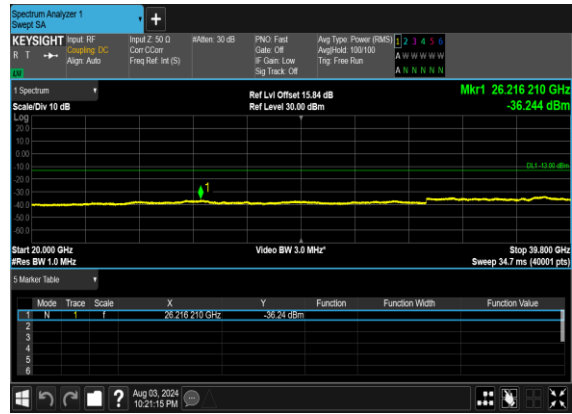 Spectrum Analyzer 1
Swept SA
+
KEYSIGHT Input: RF Input Z: 50 Ω #Atten: 30 dB PNO: Fast Avg Type: Power (RMS) 1 2 3 4 5 6
R T Coupling: DC Corr CCorr Gate: Off Avg|Hold: 100/100 A W W W W W
Align: Auto Freq Ref: Int (S) IF Gain: Low Trig: Free Run A N N N N N
Sig Track: Off
1 Spectrum
Ref Lvl Offset 15.84 dB Mkr1 26.216 210 GHz
Scale/Div 10 dB Ref Level 30.00 dBm -36.244 dBm
Log
20.0
10.0
0.00
-10.0
DL1 -13.00 dBm
-20.0
-30.0
1
-40.0
-50.0
-60.0
Start 20.000 GHz Video BW 3.0 MHz* Stop 39.800 GHz
#Res BW 1.0 MHz Sweep 34.7 ms (40001 pts)
5 Marker Table
Mode Trace Scale X Y Function Function Width Function Value
1 N 1 f 26.216 210 GHz -36.24 dBm
2
3
4
5
6
? Aug 03, 2024
10:21:15 PM